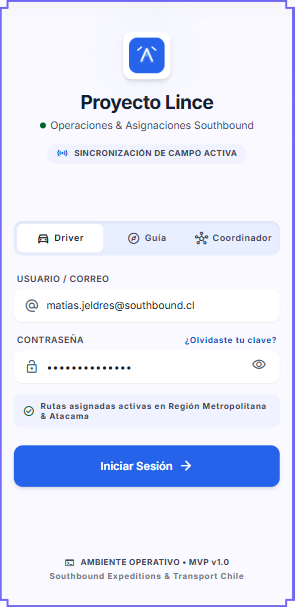 Proyecto Lince
Operaciones & Asignaciones Southbound
SINCRONIZACIÓN DE CAMPO ACTIVA
Driver Guía Coordinador
USUARIO / CORREO
matias.jeldres@southbound.cl
CONTRASEÑA ¿Olvidaste tu clave?
••••••••••••••
Rutas asignadas activas en Región Metropolitana
& Atacama
Iniciar Sesión →
AMBIENTE OPERATIVO • MVP v1.0
Southbound Expeditions & Transport Chile